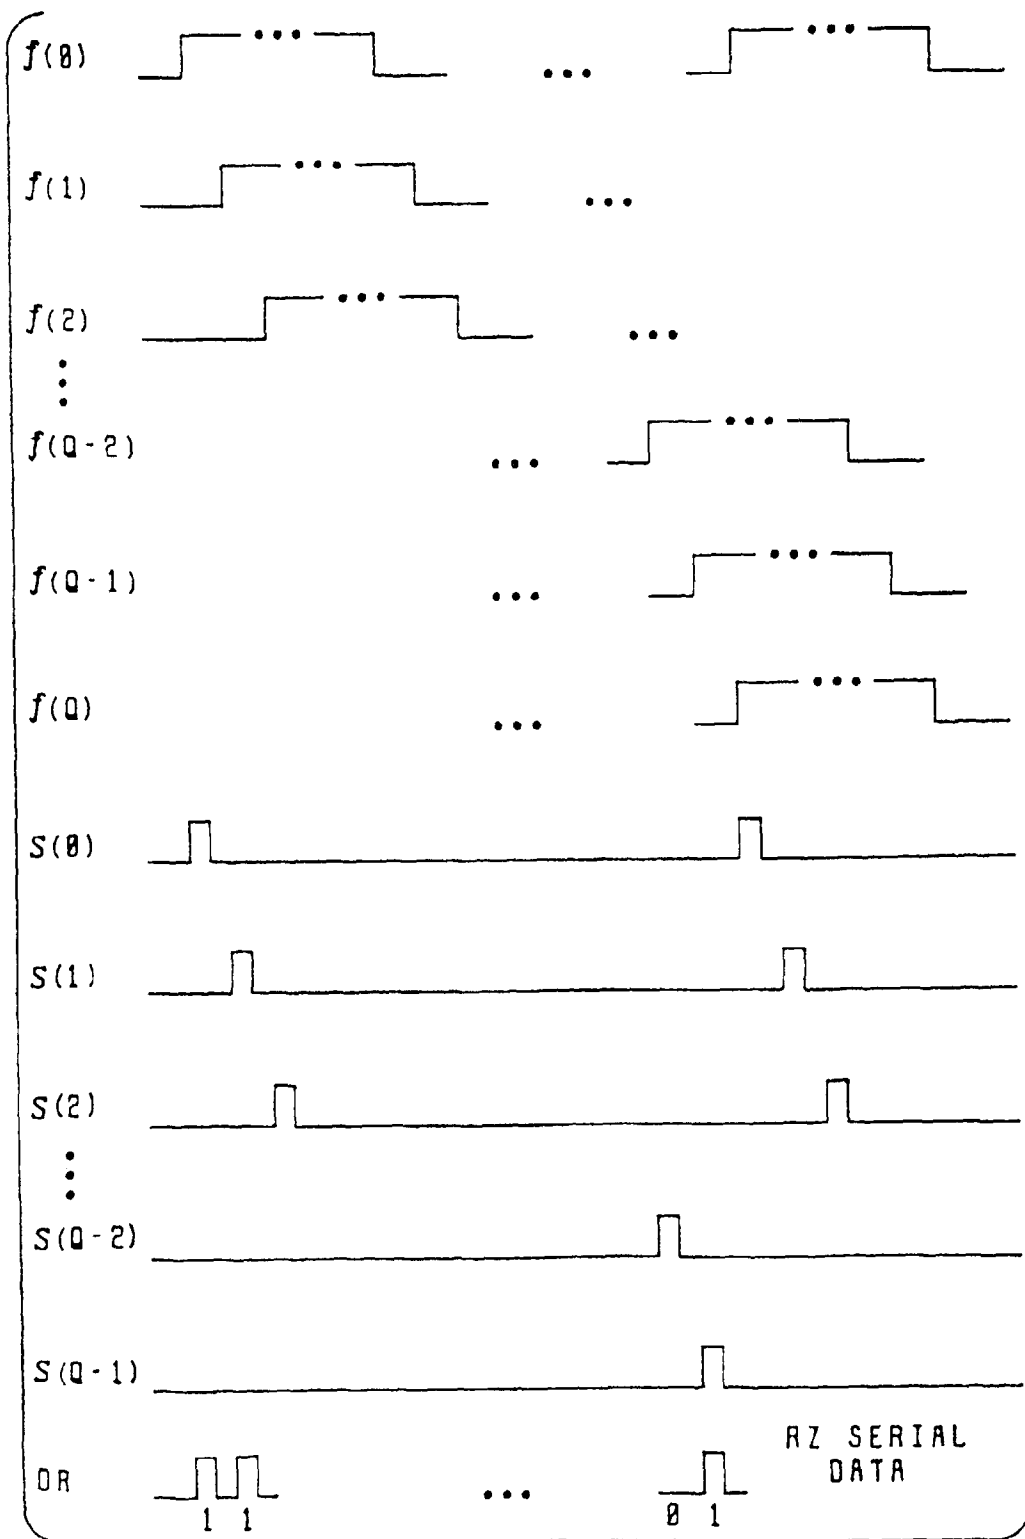 f(0)
f(1)
f(2)
f(Q-2)
f(Q-1)
f(Q)
S(0)
S(1)
S(2)
S(Q-2)
S(Q-1)
OR
RZ SERIAL
DATA
1 1
0 1